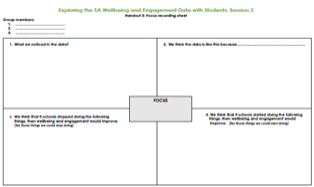 Exploring the SA Wellbeing and Engagement Data with Students: Session 2
Handout 3: Focus recording sheet
Group members:
1. ..............................
2. ..............................
3. ..............................
1. What we noticed in the data?
2. We think the data is like this because..............................
FOCUS
3. We think that if schools stopped doing the following
things, then wellbeing and engagement would improve.
(list those things we could stop doing)
4. We think that if schools started doing the following
things, then wellbeing and engagement would
improve. (list those things we could start doing)